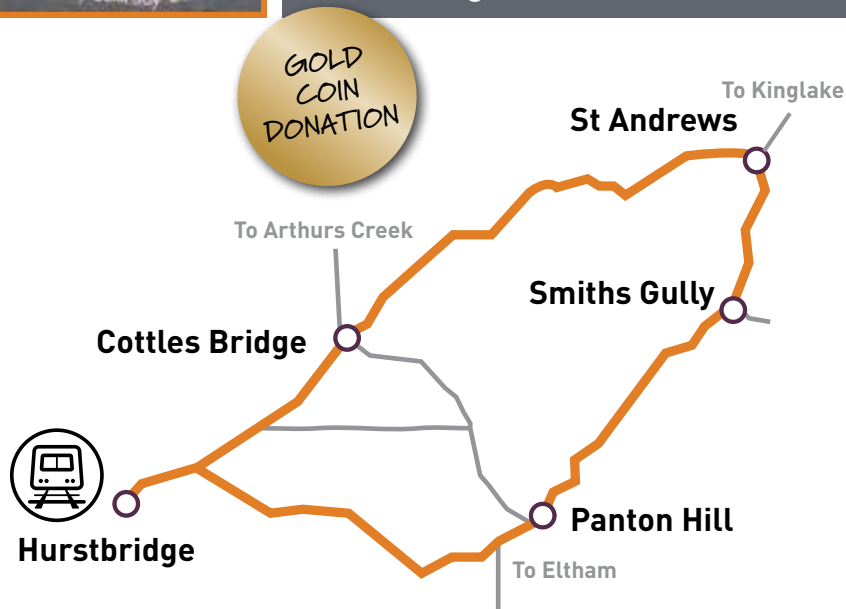 GOLD
COIN
DONATION
To Kinglake
St Andrews
To Arthurs Creek
Smiths Gully
Cottles Bridge
Panton Hill
Hurstbridge
To Eltham